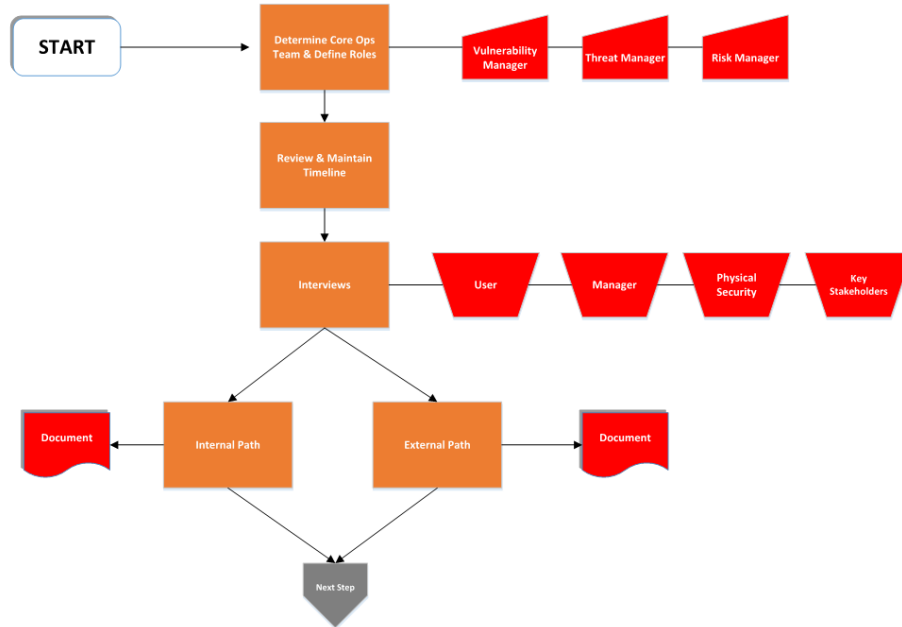 START
Determine Core Ops
Team & Define Roles
Vulnerability
Manager
Threat Manager
Risk Manager
Review & Maintain
Timeline
Interviews
User
Manager
Physical
Security
Key
Stakeholders
Document
Internal Path
External Path
Document
Next Step